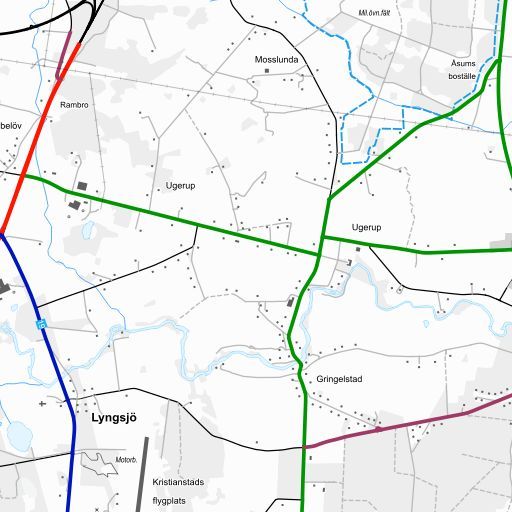 Mil.övn.fält
Mosslunda
Åsums
boställe
Rambro
belöv
Ugerup
Ugerup
Gringelstad
Lyngsjö
Motorb.
Kristianstads
flygplats